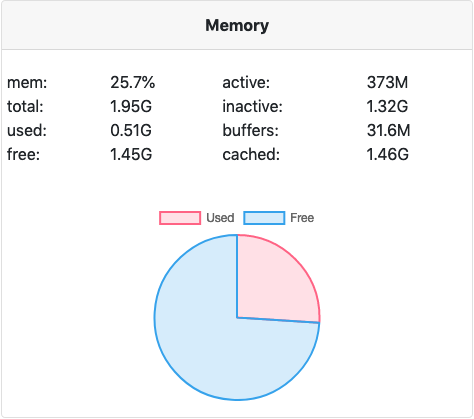 Memory
mem: 25.7% active: 373M
total: 1.95G inactive: 1.32G
used: 0.51G buffers: 31.6M
free: 1.45G cached: 1.46G
Used Free